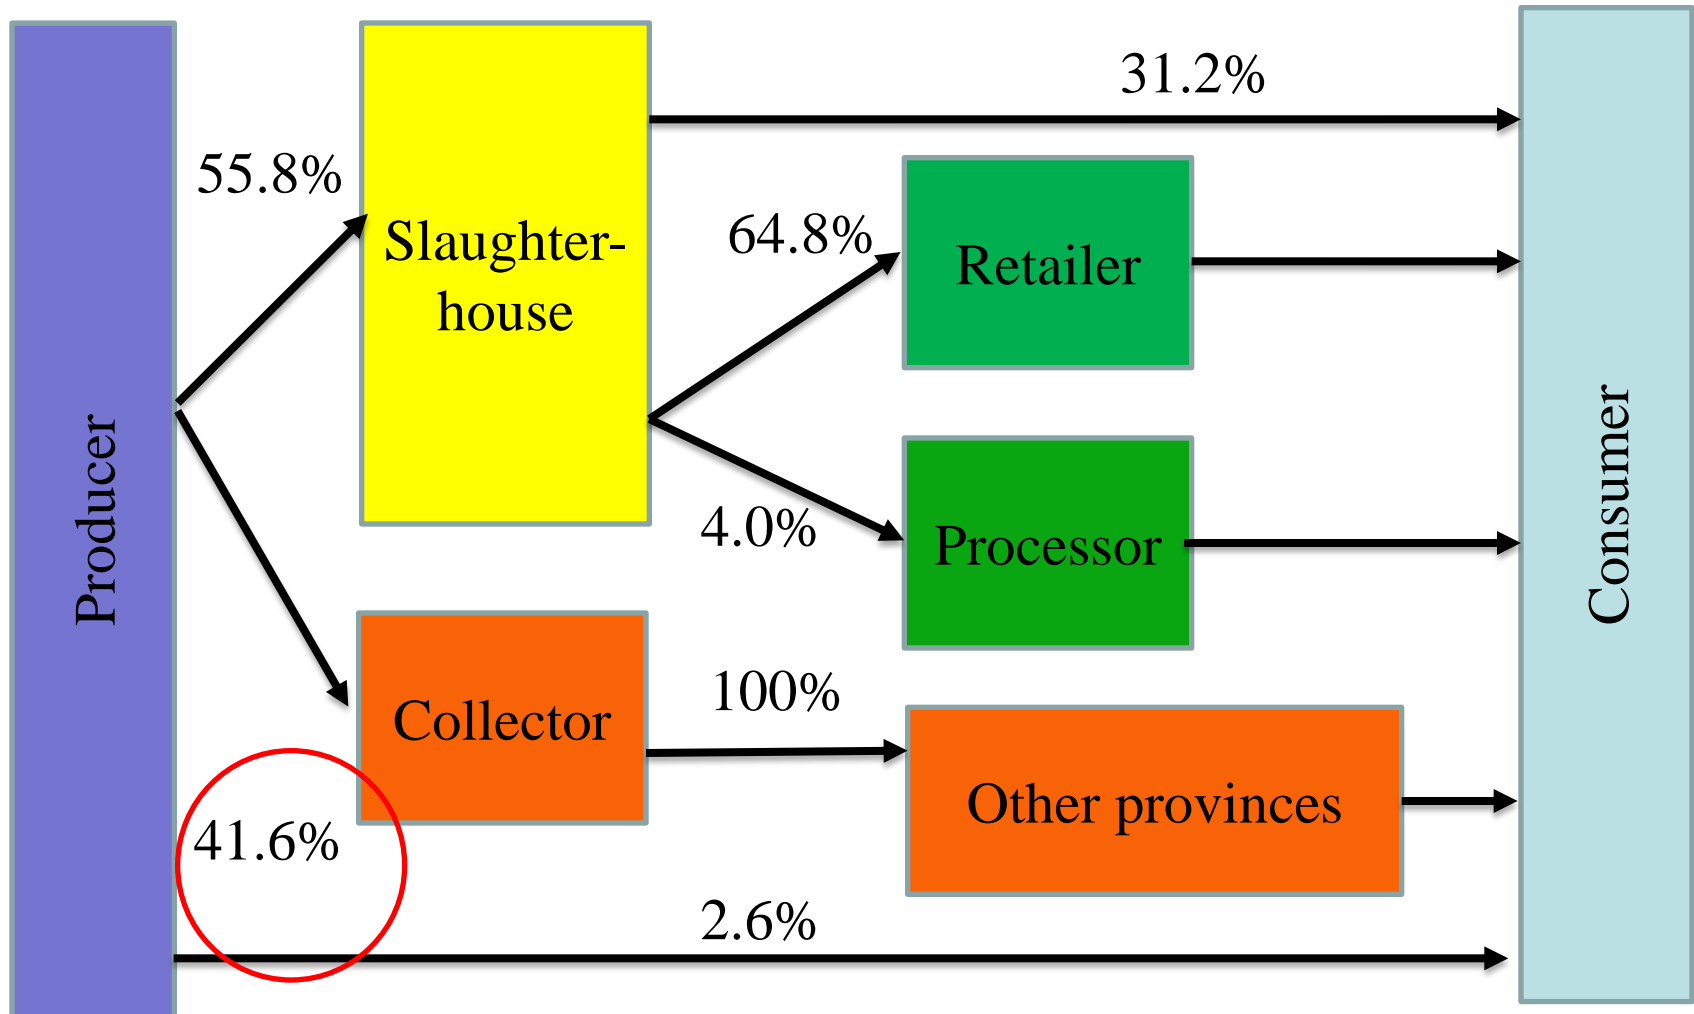 31.2%
55.8%
Slaughter-
house
64.8%
Retailer
Producer
Consumer
4.0%
Processor
Collector
100%
Other provinces
41.6%
2.6%